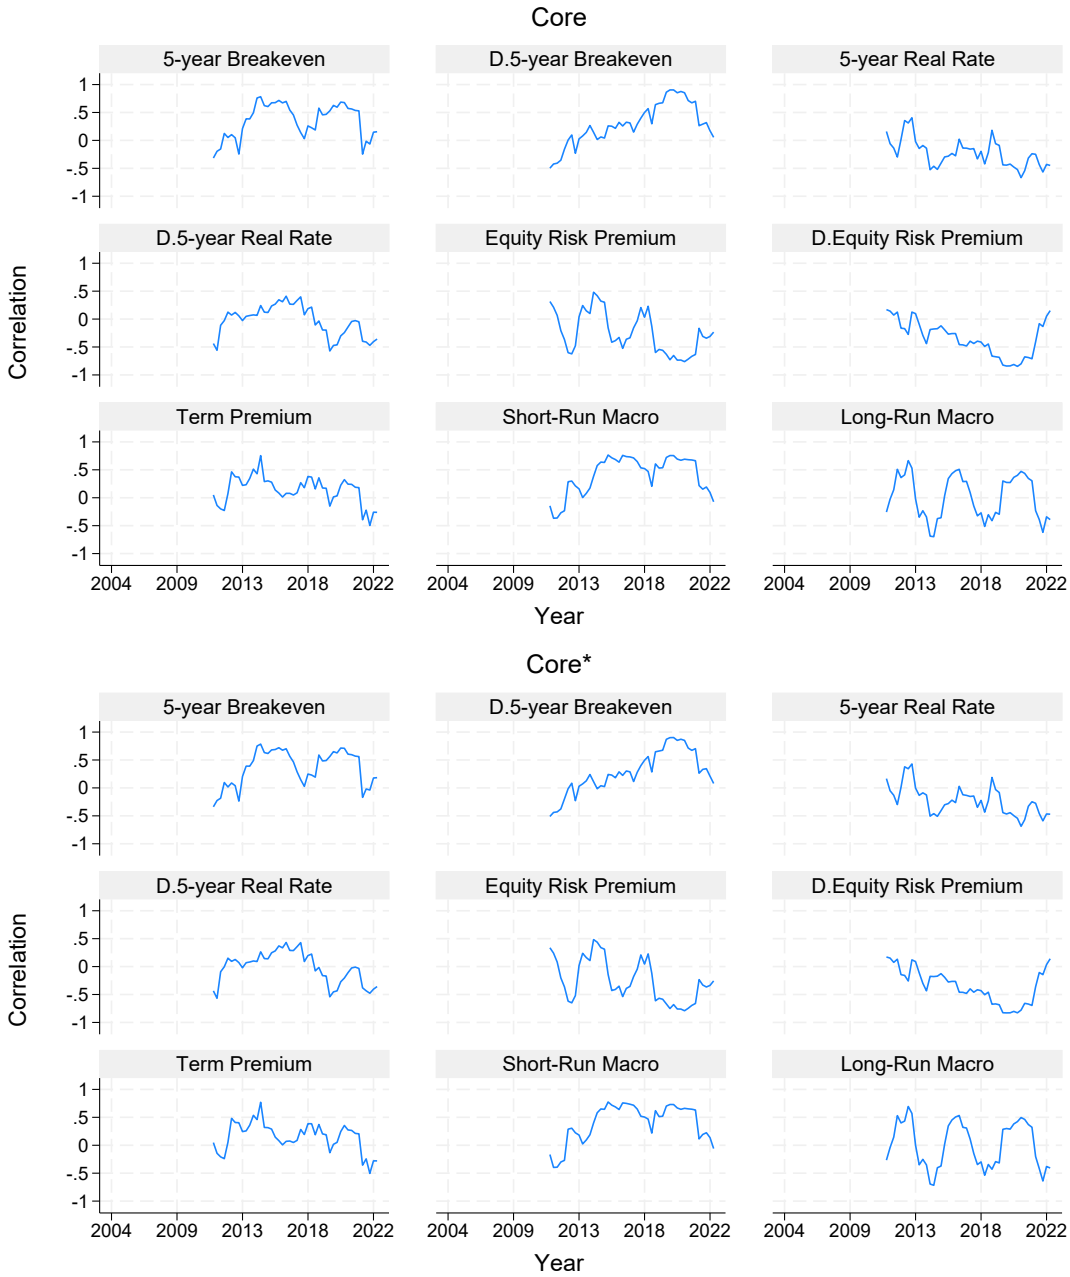 Core
5-year Breakeven
D.5-year Breakeven
5-year Real Rate
1
.5
0
-.5
-1
D.5-year Real Rate
Equity Risk Premium
D.Equity Risk Premium
1
.5
0
-.5
-1
Correlation
Term Premium
Short-Run Macro
Long-Run Macro
1
.5
0
-.5
-1
2004 2009 2013 2018 2022 2004 2009 2013 2018 2022 2004 2009 2013 2018 2022
Year
Core*
5-year Breakeven
D.5-year Breakeven
5-year Real Rate
1
.5
0
-.5
-1
D.5-year Real Rate
Equity Risk Premium
D.Equity Risk Premium
1
.5
0
-.5
-1
Correlation
Term Premium
Short-Run Macro
Long-Run Macro
1
.5
0
-.5
-1
2004 2009 2013 2018 2022 2004 2009 2013 2018 2022 2004 2009 2013 2018 2022
Year